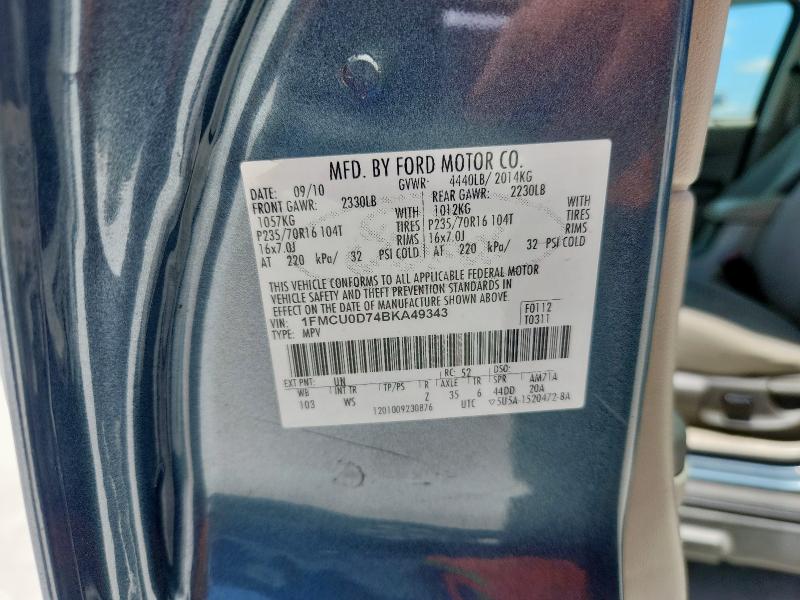 MFD. BY FORD MOTOR CO.
DATE: 09/10 GVWR: 4440LB/ 2014KG
FRONT GAWR: 2330LB REAR GAWR: 2230LB
1057KG WITH 1012KG WITH
P235/70R16 104T TIRES P235/70R16 104T TIRES
16x7.0J RIMS 16x7.0J RIMS
AT 220 kPa/ 32 PSI COLD AT 220 kPa/ 32 PSI COLD
THIS VEHICLE CONFORMS TO ALL APPLICABLE FEDERAL MOTOR
VEHICLE SAFETY AND THEFT PREVENTION STANDARDS IN
EFFECT ON THE DATE OF MANUFACTURE SHOWN ABOVE.
VIN: 1FMCU0D74BKA49343 F0112
TYPE: MPV T0311
EXT PNT: UN RC: 52 DSO:
WB INT TR TP/PS R AXLE TR SPR AM71A
103 WS 2 35 6 44DD 20A
1201009230876 UTC ▽5U5A-1520472-8A